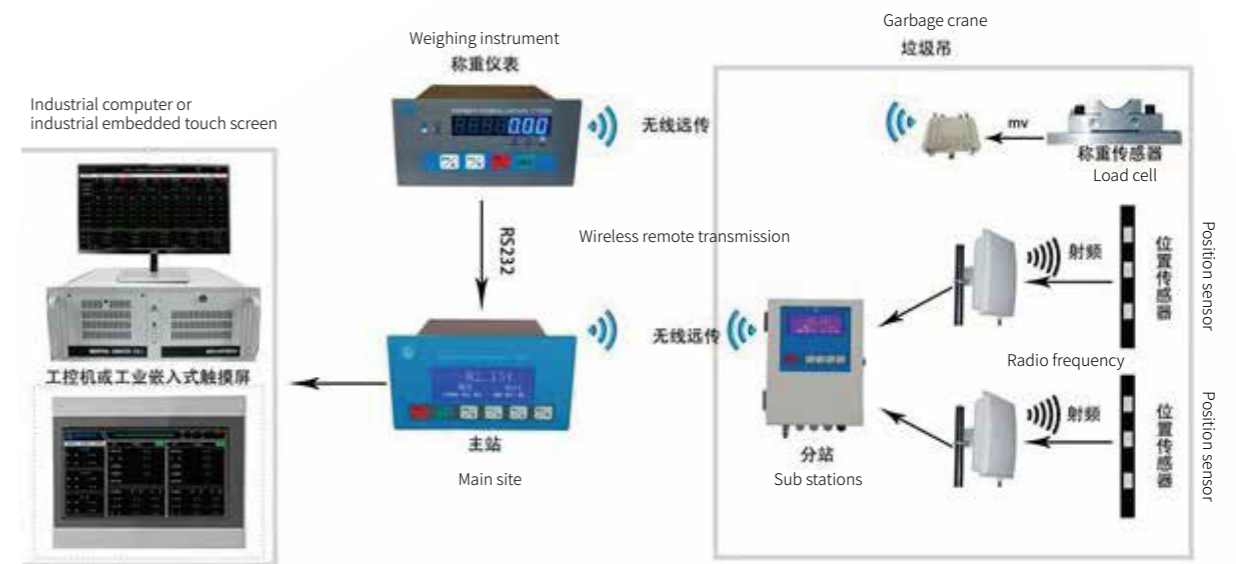 Garbage crane
垃圾吊
Weighing instrument
称重仪表
Industrial computer or
industrial embedded touch screen
0.00
无线远传
mv
称重传感器
Load cell
RS232
Wireless remote transmission
射频
位置传感器
Position sensor
无线远传
Radio frequency
工控机或工业嵌入式触摸屏
射频
位置传感器
Position sensor
主站
Main site
分站
Sub stations